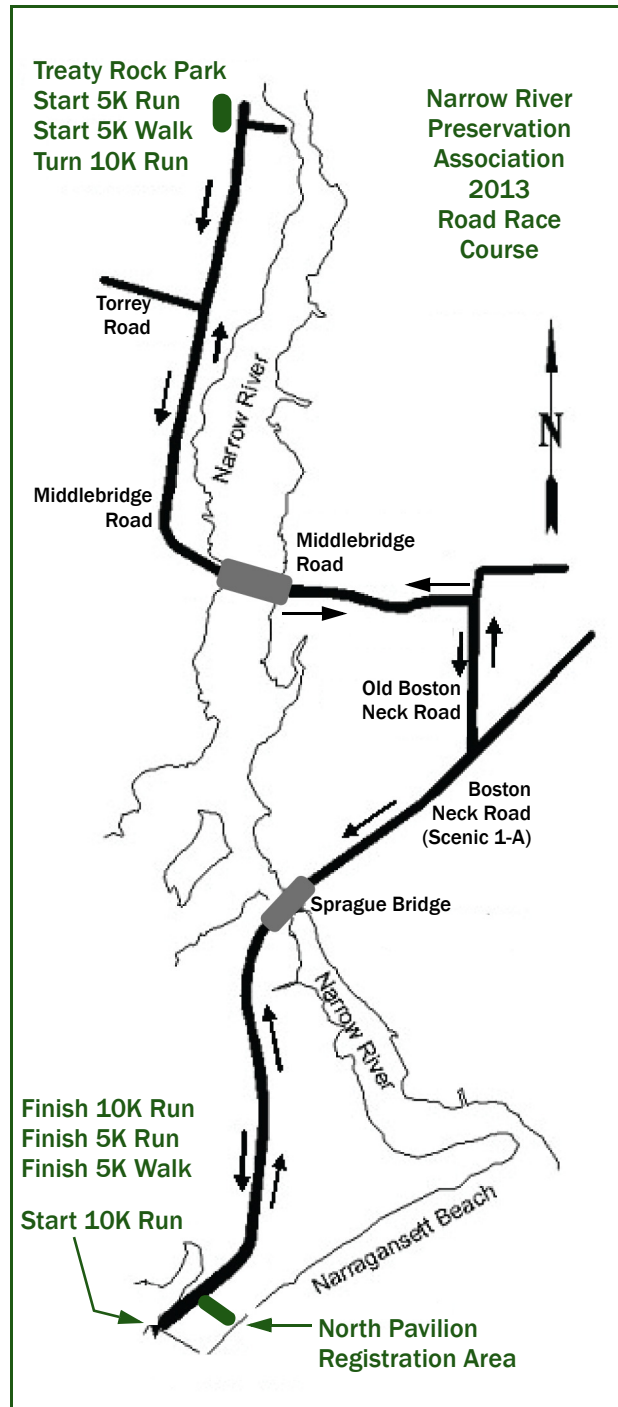 Treaty Rock Park
Start 5K Run
Start 5K Walk
Turn 10K Run
Narrow River
Preservation
Association
2013
Road Race
Course
Torrey
Road
Narrow River
N
Middlebridge
Road
Middlebridge
Road
Old Boston
Neck Road
Boston
Neck Road
(Scenic 1-A)
Sprague Bridge
Narrow River
Finish 10K Run
Finish 5K Run
Finish 5K Walk
Start 10K Run
Narragansett Beach
North Pavilion
Registration Area